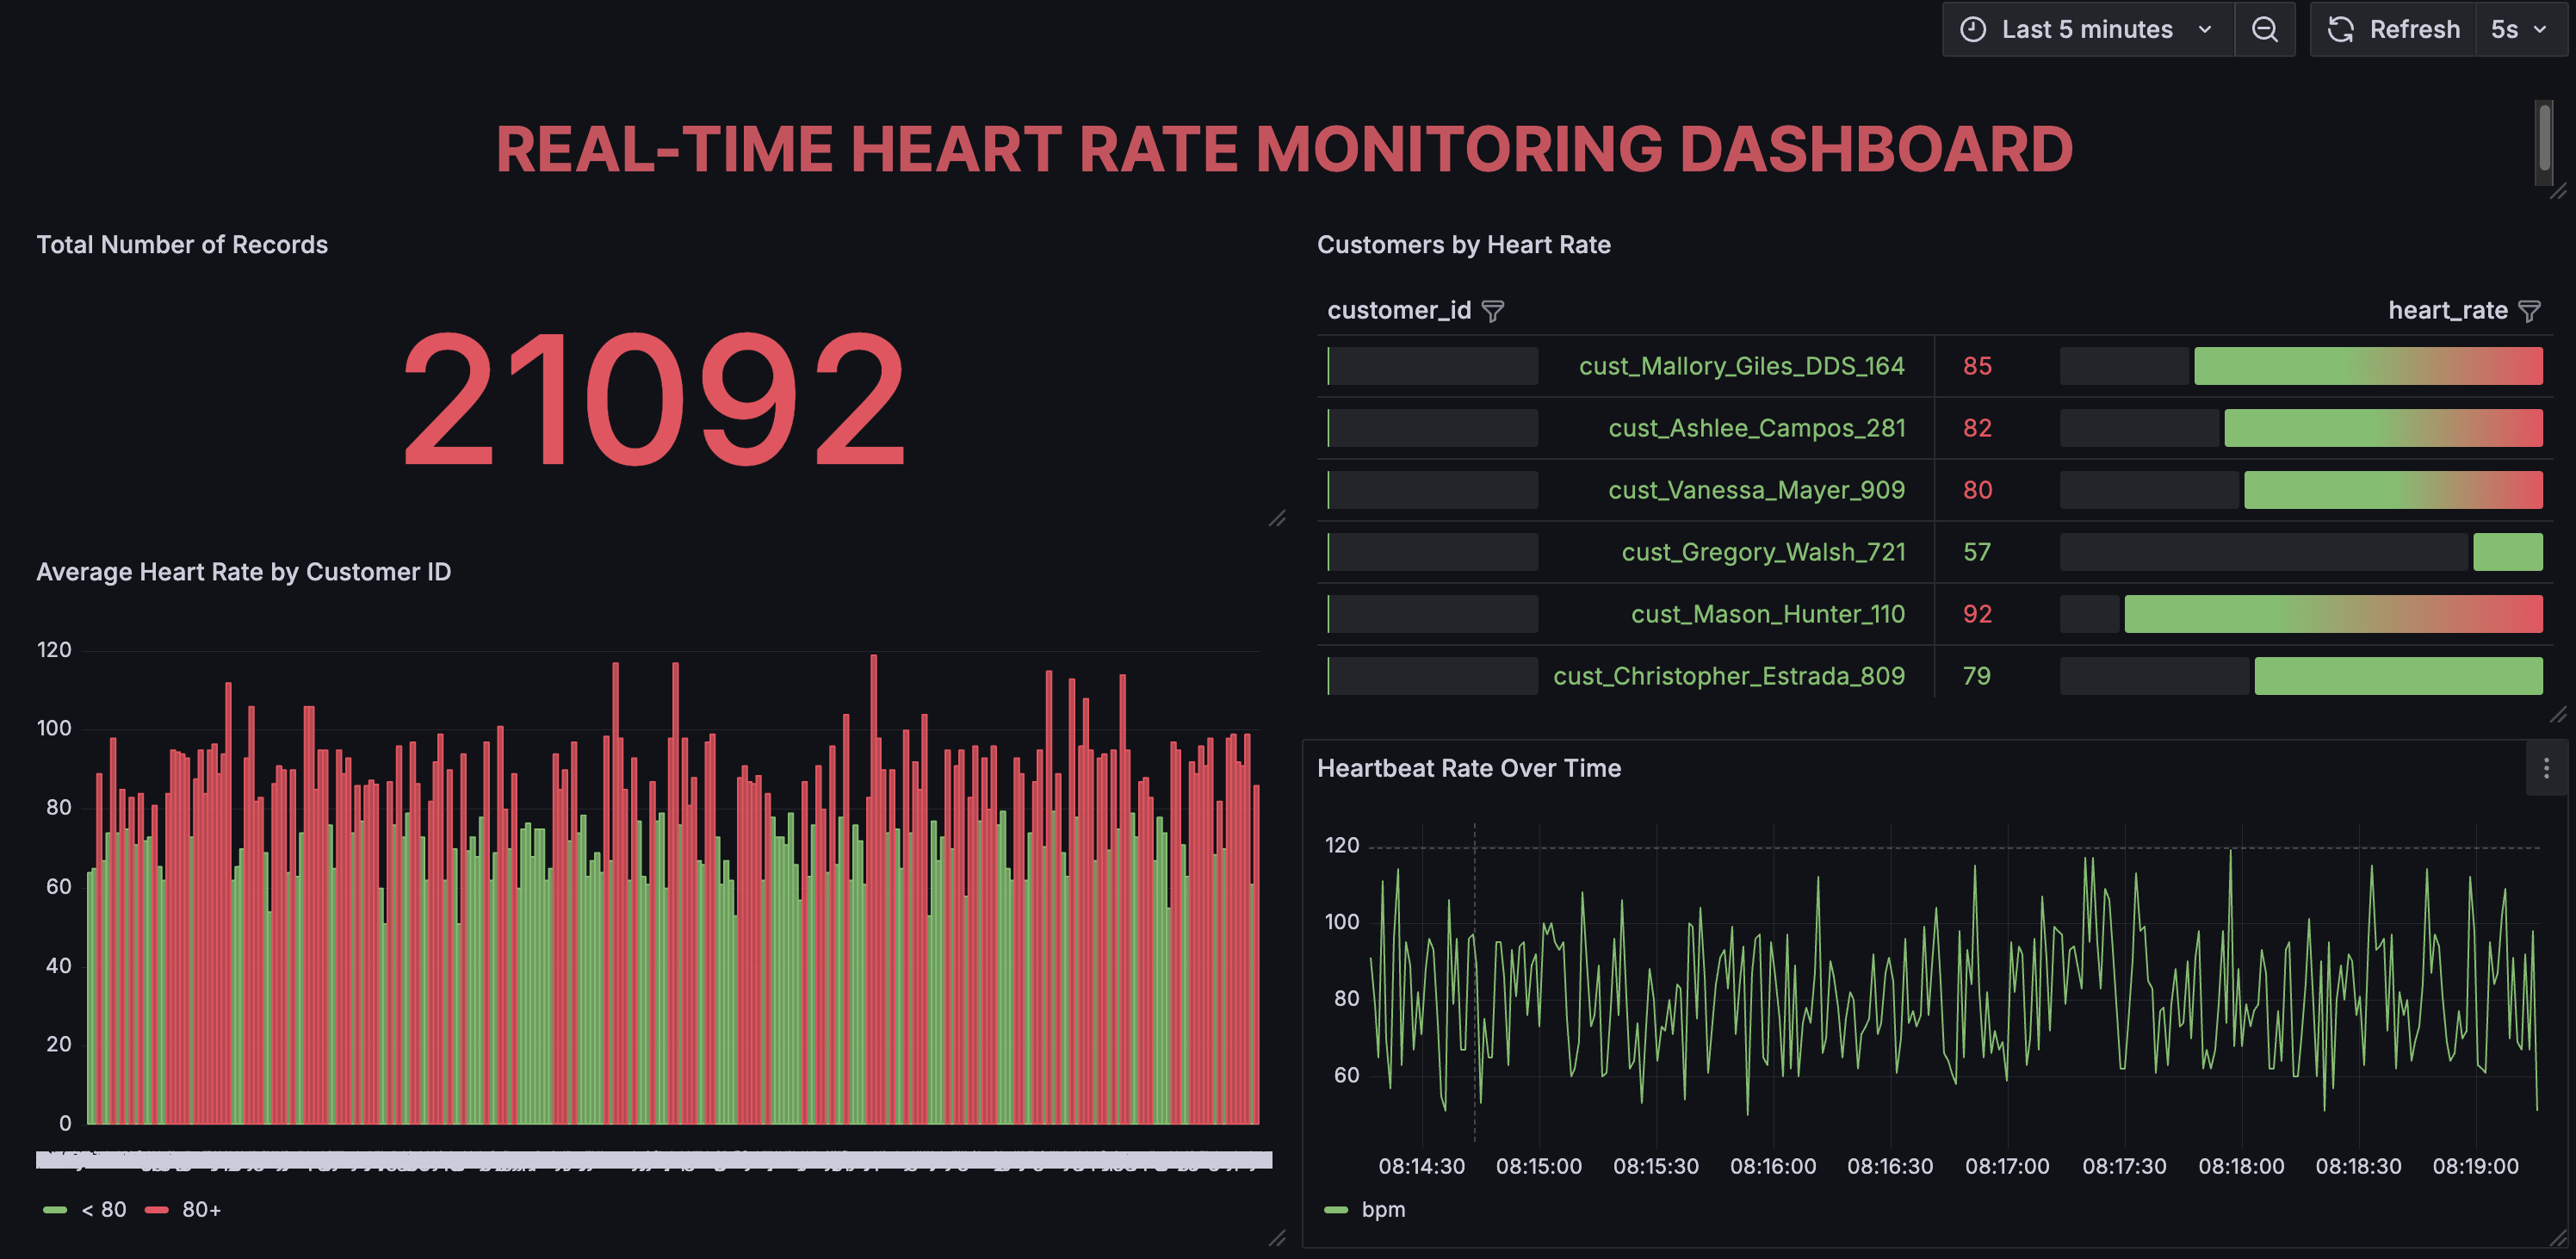 Last 5 minutes
Refresh
5s
REAL-TIME HEART RATE MONITORING DASHBOARD
Total Number of Records
21092
Customers by Heart Rate
customer_id heart_rate
cust_Mallory_Giles_DDS_164 85
cust_Ashlee_Campos_281 82
cust_Vanessa_Mayer_909 80
cust_Gregory_Walsh_721 57
cust_Mason_Hunter_110 92
cust_Christopher_Estrada_809 79
Average Heart Rate by Customer ID
120
100
80
60
40
20
0
< 80 80+
Heartbeat Rate Over Time
120
100
80
60
08:14:30 08:15:00 08:15:30 08:16:00 08:16:30 08:17:00 08:17:30 08:18:00 08:18:30 08:19:00
bpm